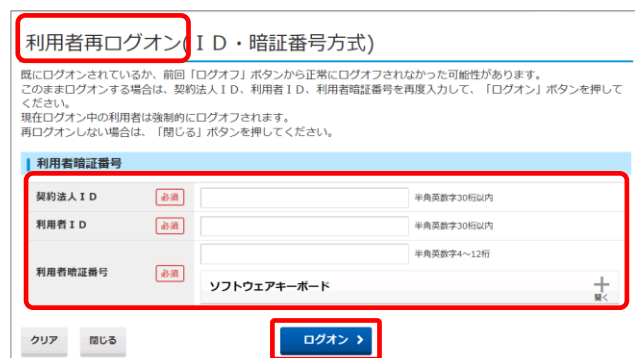 利用者再ログオン(ＩＤ・暗証番号方式)
既にログオンされているか、前回「ログオフ」ボタンから正常にログオフされなかった可能性があります。
このままログオンする場合は、契約法人ＩＤ、利用者ＩＤ、利用者暗証番号を再度入力して、「ログオン」ボタンを押して
ください。
現在ログオン中の利用者は強制的にログオフされます。
再ログオンしない場合は、「閉じる」ボタンを押してください。
利用者暗証番号
契約法人ＩＤ 必須 半角英数字30桁以内
利用者ＩＤ 必須 半角英数字30桁以内
半角英数字4～12桁
利用者暗証番号 必須
ソフトウェアキーボード 開く
クリア 閉じる ログオン